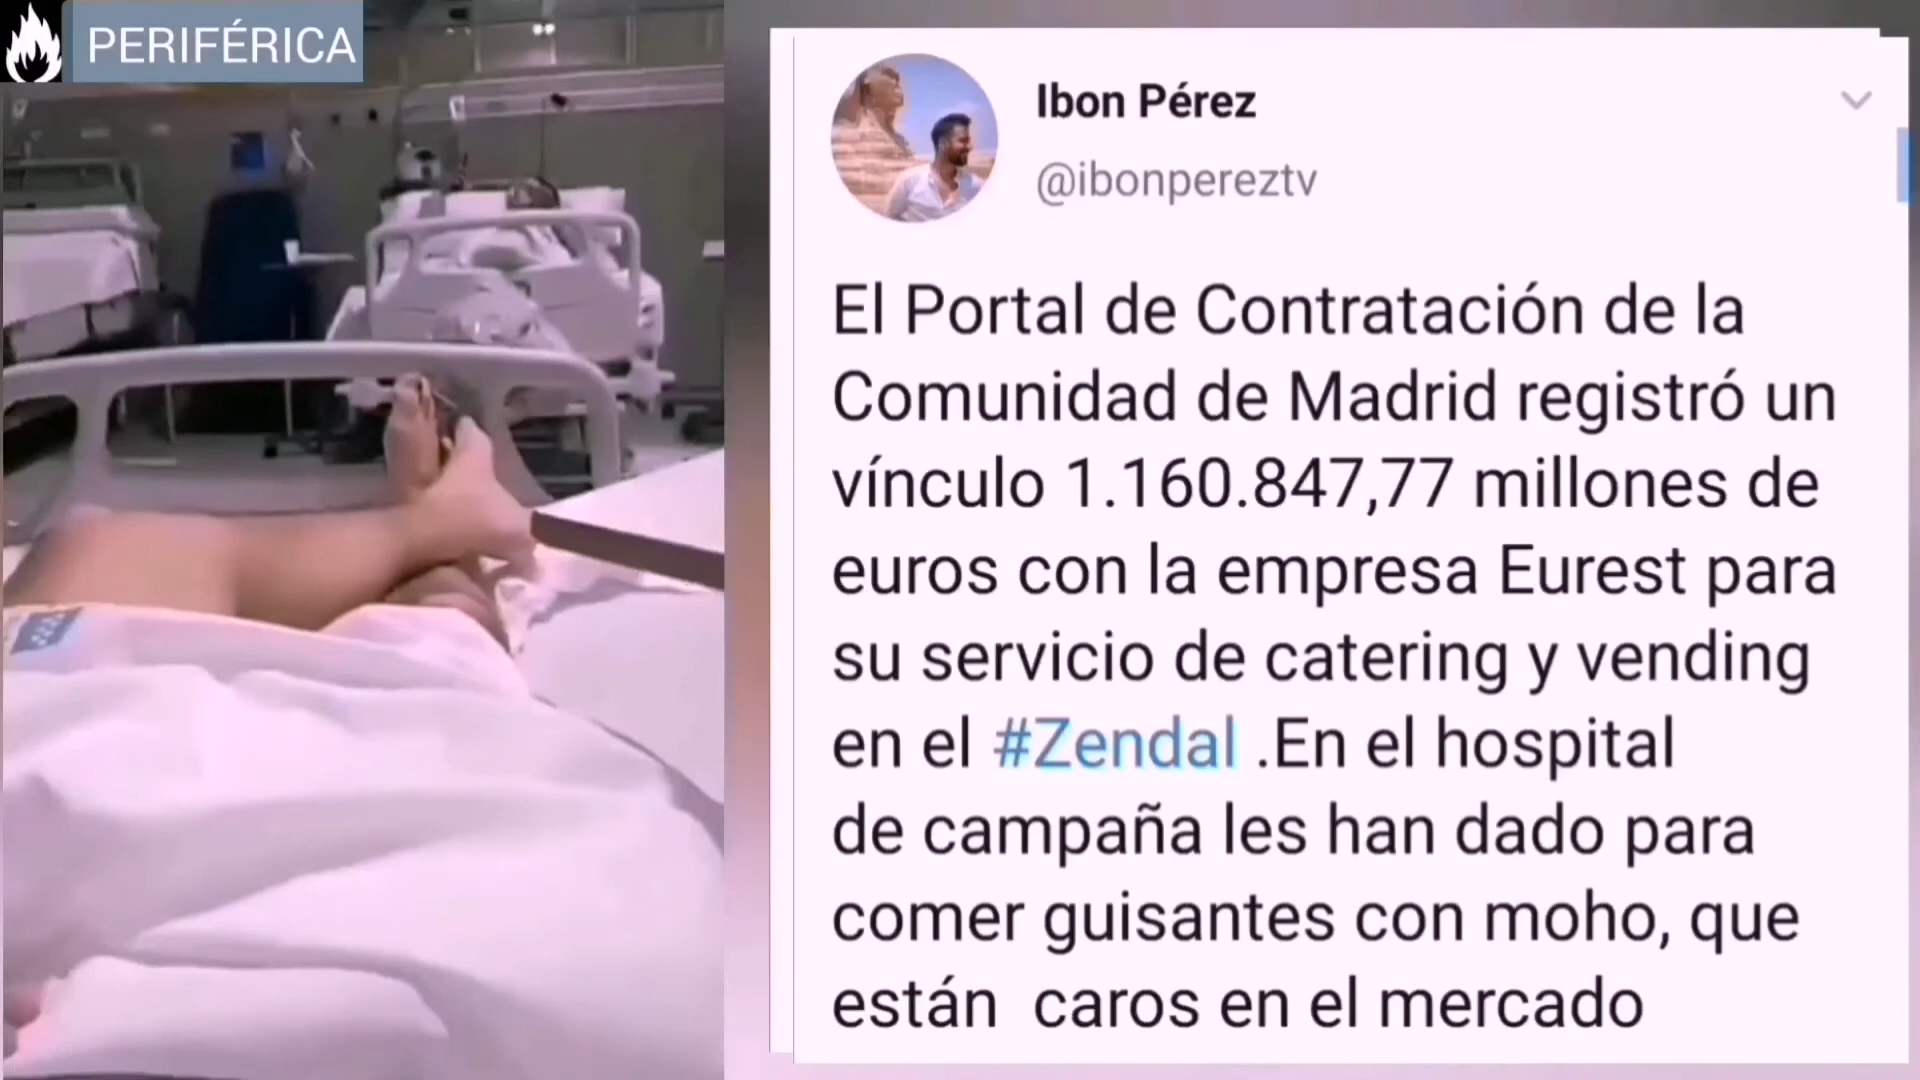 PERIFÉRICA
Ibon Pérez
@ibonpereztv
El Portal de Contratación de la
Comunidad de Madrid registró un
vínculo 1.160.847,77 millones de
euros con la empresa Eurest para
su servicio de catering y vending
en el #Zendal .En el hospital
de campaña les han dado para
comer guisantes con moho, que
están caros en el mercado